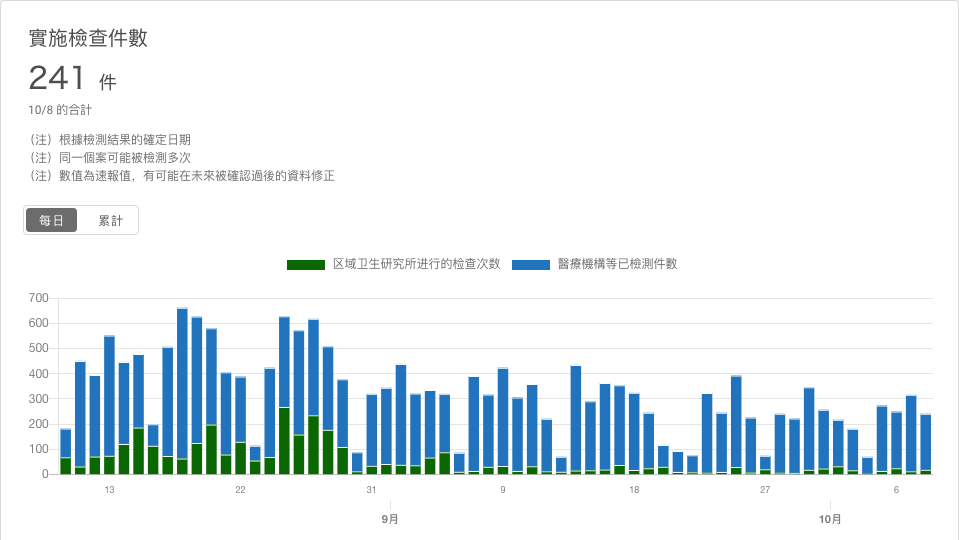 實施檢查件數
241 件
10/8 的合計
（注）根據檢測結果的確定日期
（注）同一個案可能被檢測多次
（注）數值為速報值，有可能在未來被確認過後的資料修正
每日 累計
区域卫生研究所进行的检查次数 醫療機構等已檢測件數
700
600
500
400
300
200
100
0
13 22 31 9 18 27 6
9月 10月